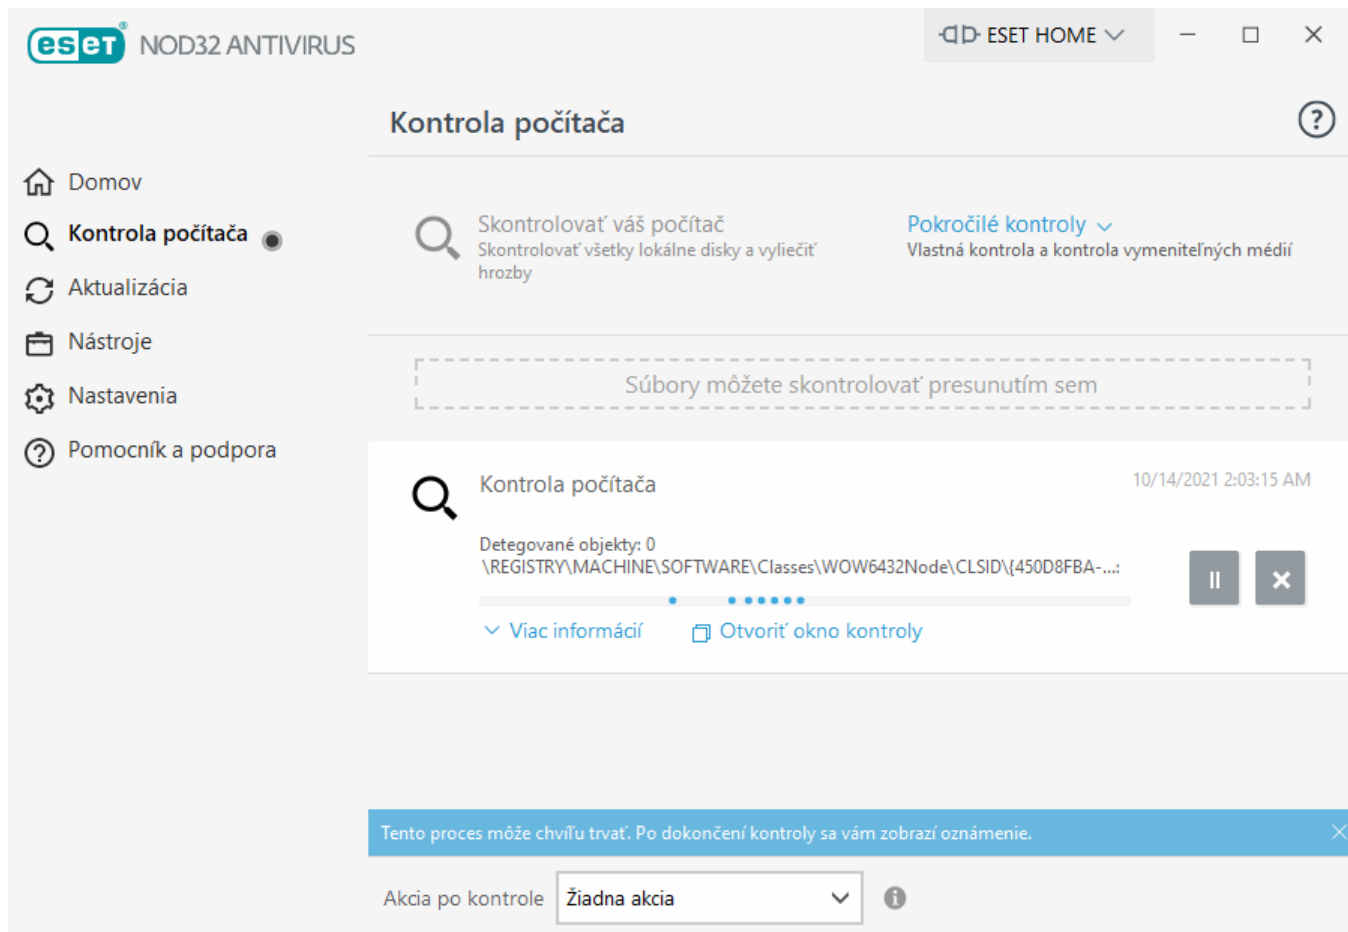 eset® NOD32 ANTIVIRUS
ESET HOME
Kontrola počítača
?
Domov
Kontrola počítača
Aktualizácia
Nástroje
Nastavenia
Pomocník a podpora
Skontrolovať váš počítač
Skontrolovať všetky lokálne disky a vyliečiť
hrozby
Pokročilé kontroly
Vlastná kontrola a kontrola vymeniteľných médií
Súbory môžete skontrolovať presunutím sem
Kontrola počítača
10/14/2021 2:03:15 AM
Detegované objekty: 0
\REGISTRY\MACHINE\SOFTWARE\Classes\WOW6432Node\CLSID\{450D8FBA-...:
Viac informácií
Otvoriť okno kontroly
Tento proces môže chvíľu trvať. Po dokončení kontroly sa vám zobrazí oznámenie.
Akcia po kontrole
Žiadna akcia